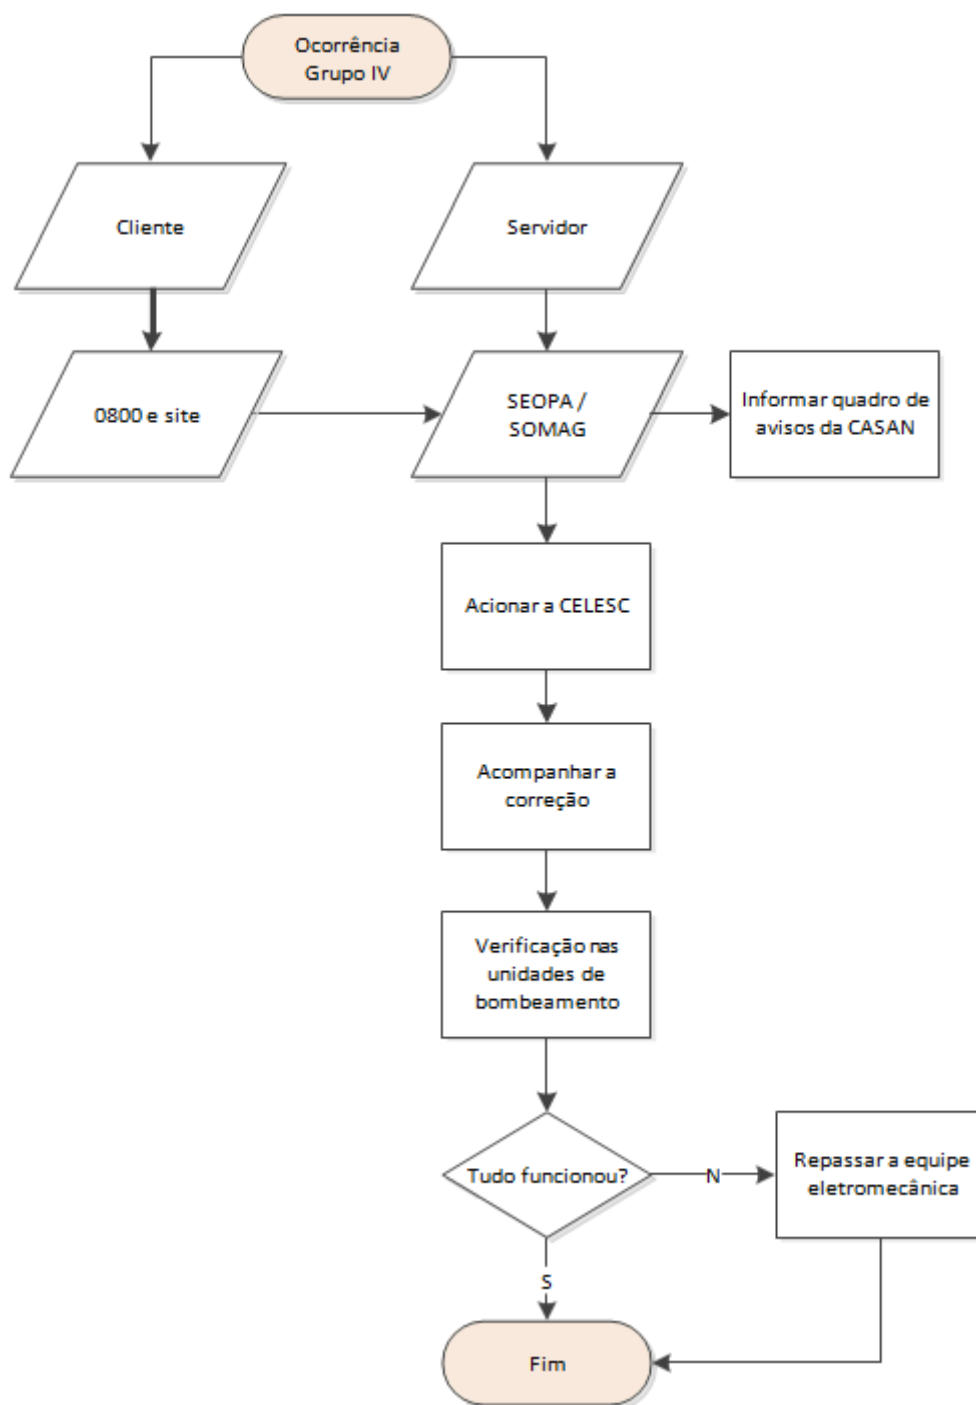 Ocorrência
Grupo IV
Cliente
Servidor
0800 e site
SEOPA /
SOMAG
Informar quadro de
avisos da CASAN
Acionar a CELESC
Acompanhar a
correção
Verificação nas
unidades de
bombeamento
Tudo funcionou?
N
Repassar a equipe
eletromecânica
S
Fim